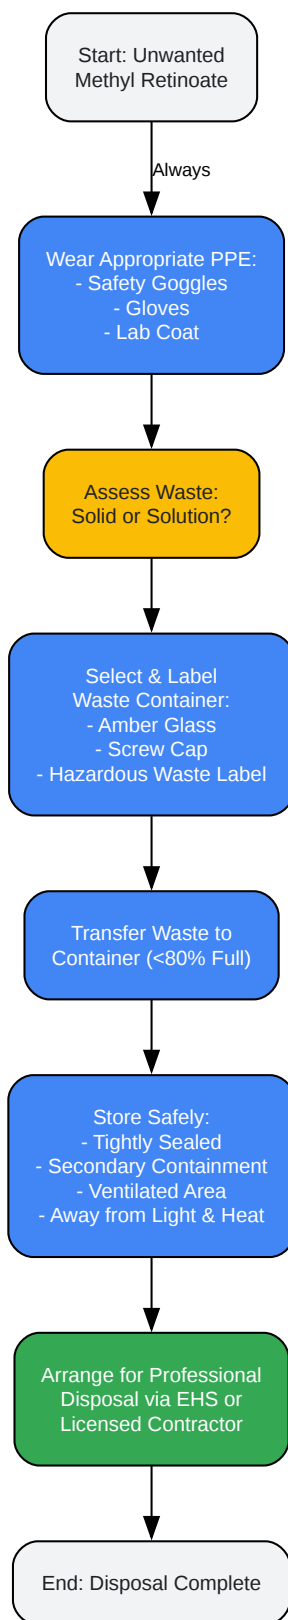 Start: Unwanted
Methyl Retinoate
Always
Wear Appropriate PPE:
- Safety Goggles
- Gloves
- Lab Coat
Assess Waste:
Solid or Solution?
Select & Label
Waste Container:
- Amber Glass
- Screw Cap
- Hazardous Waste Label
Transfer Waste to
Container (<80% Full)
Store Safely:
- Tightly Sealed
- Secondary Containment
- Ventilated Area
- Away from Light & Heat
Arrange for Professional
Disposal via EHS or
Licensed Contractor
End: Disposal Complete